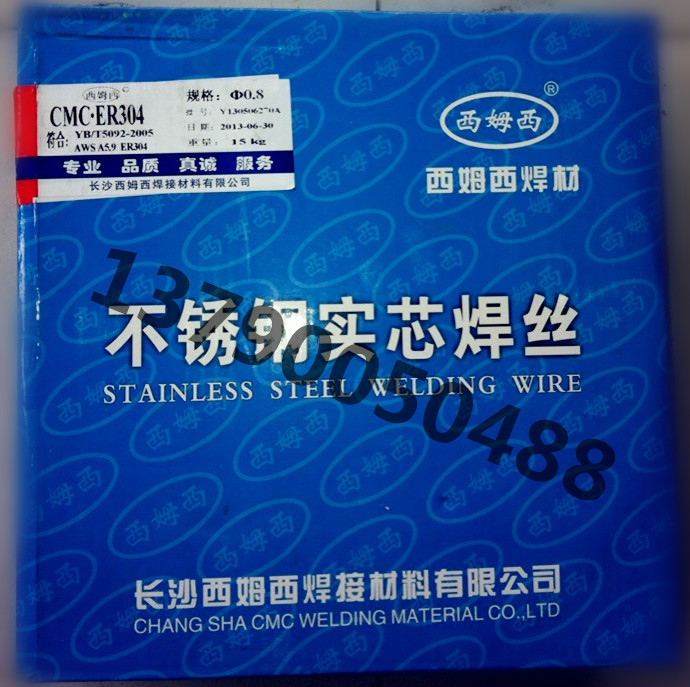 西姆西
CMC·ER304
规格：Φ0.8
批号：Y130506270A
符合：YB/T5092-2005
AWS A5.9 ER304
日期：2013-06-30
重量：15 kg
专业 品质 真诚 服务
长沙西姆西焊接材料有限公司
西姆西®
西姆西焊材
不锈钢实芯焊丝
STAINLESS STEEL WELDING WIRE
13790050488
长沙西姆西焊接材料有限公司
CHANG SHA CMC WELDING MATERIAL CO.,LTD